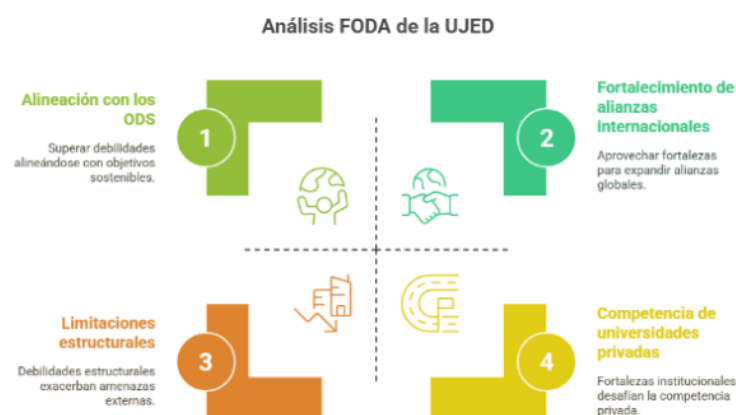 Análisis FODA de la UJED
Alineación con los
ODS
Superar debilidades
alineándose con objetivos
sostenibles.
1
2
Fortalecimiento de
alianzas
internacionales
Aprovechar fortalezas
para expandir alianzas
globales.
Limitaciones
estructurales
Debilidades estructurales
exacerban amenazas
externas.
3
4
Competencia de
universidades
privadas
Fortalezas institucionales
desafían la competencia
privada.